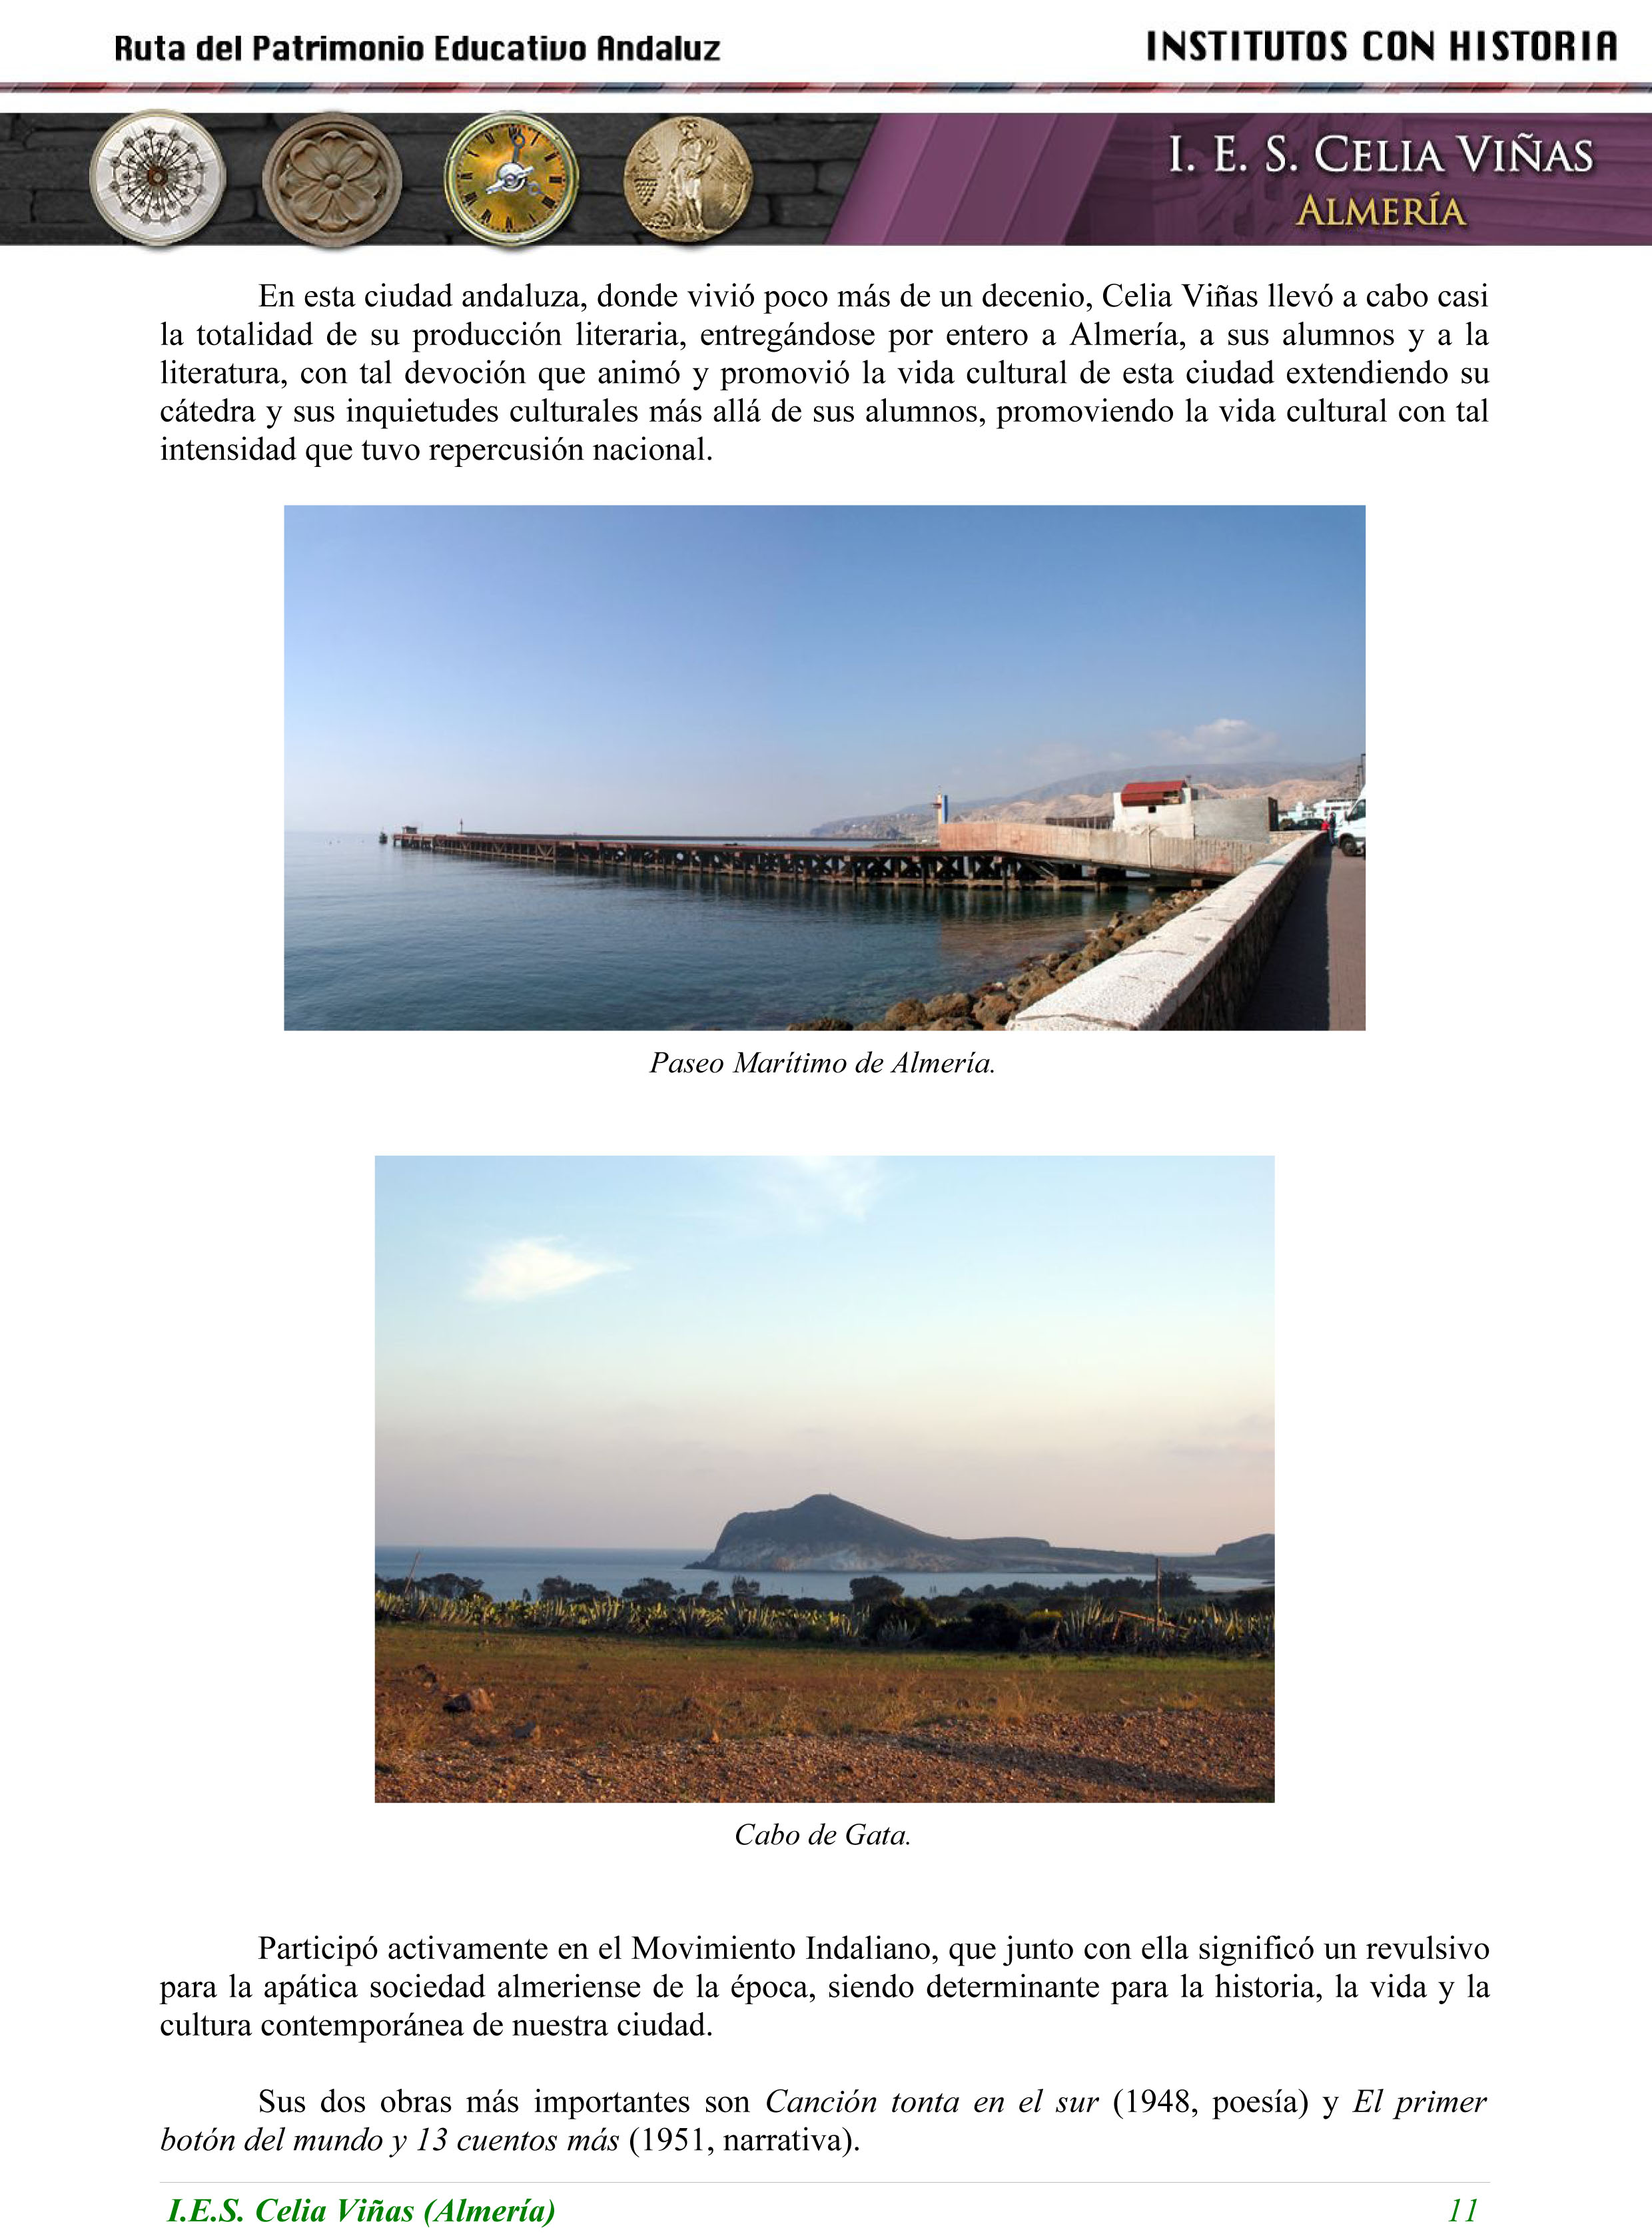 Ruta del Patrimonio Educativo Andaluz
INSTITUTOS CON HISTORIA
I. E. S. CELIA VIÑAS
ALMERÍA
En esta ciudad andaluza, donde vivió poco más de un decenio, Celia Viñas llevó a cabo casi
la totalidad de su producción literaria, entregándose por entero a Almería, a sus alumnos y a la
literatura, con tal devoción que animó y promovió la vida cultural de esta ciudad extendiendo su
cátedra y sus inquietudes culturales más allá de sus alumnos, promoviendo la vida cultural con tal
intensidad que tuvo repercusión nacional.
Paseo Marítimo de Almería.
Cabo de Gata.
Participó activamente en el Movimiento Indaliano, que junto con ella significó un revulsivo
para la apática sociedad almeriense de la época, siendo determinante para la historia, la vida y la
cultura contemporánea de nuestra ciudad.
Sus dos obras más importantes son Canción tonta en el sur (1948, poesía) y El primer
botón del mundo y 13 cuentos más (1951, narrativa).
I.E.S. Celia Viñas (Almería)
11